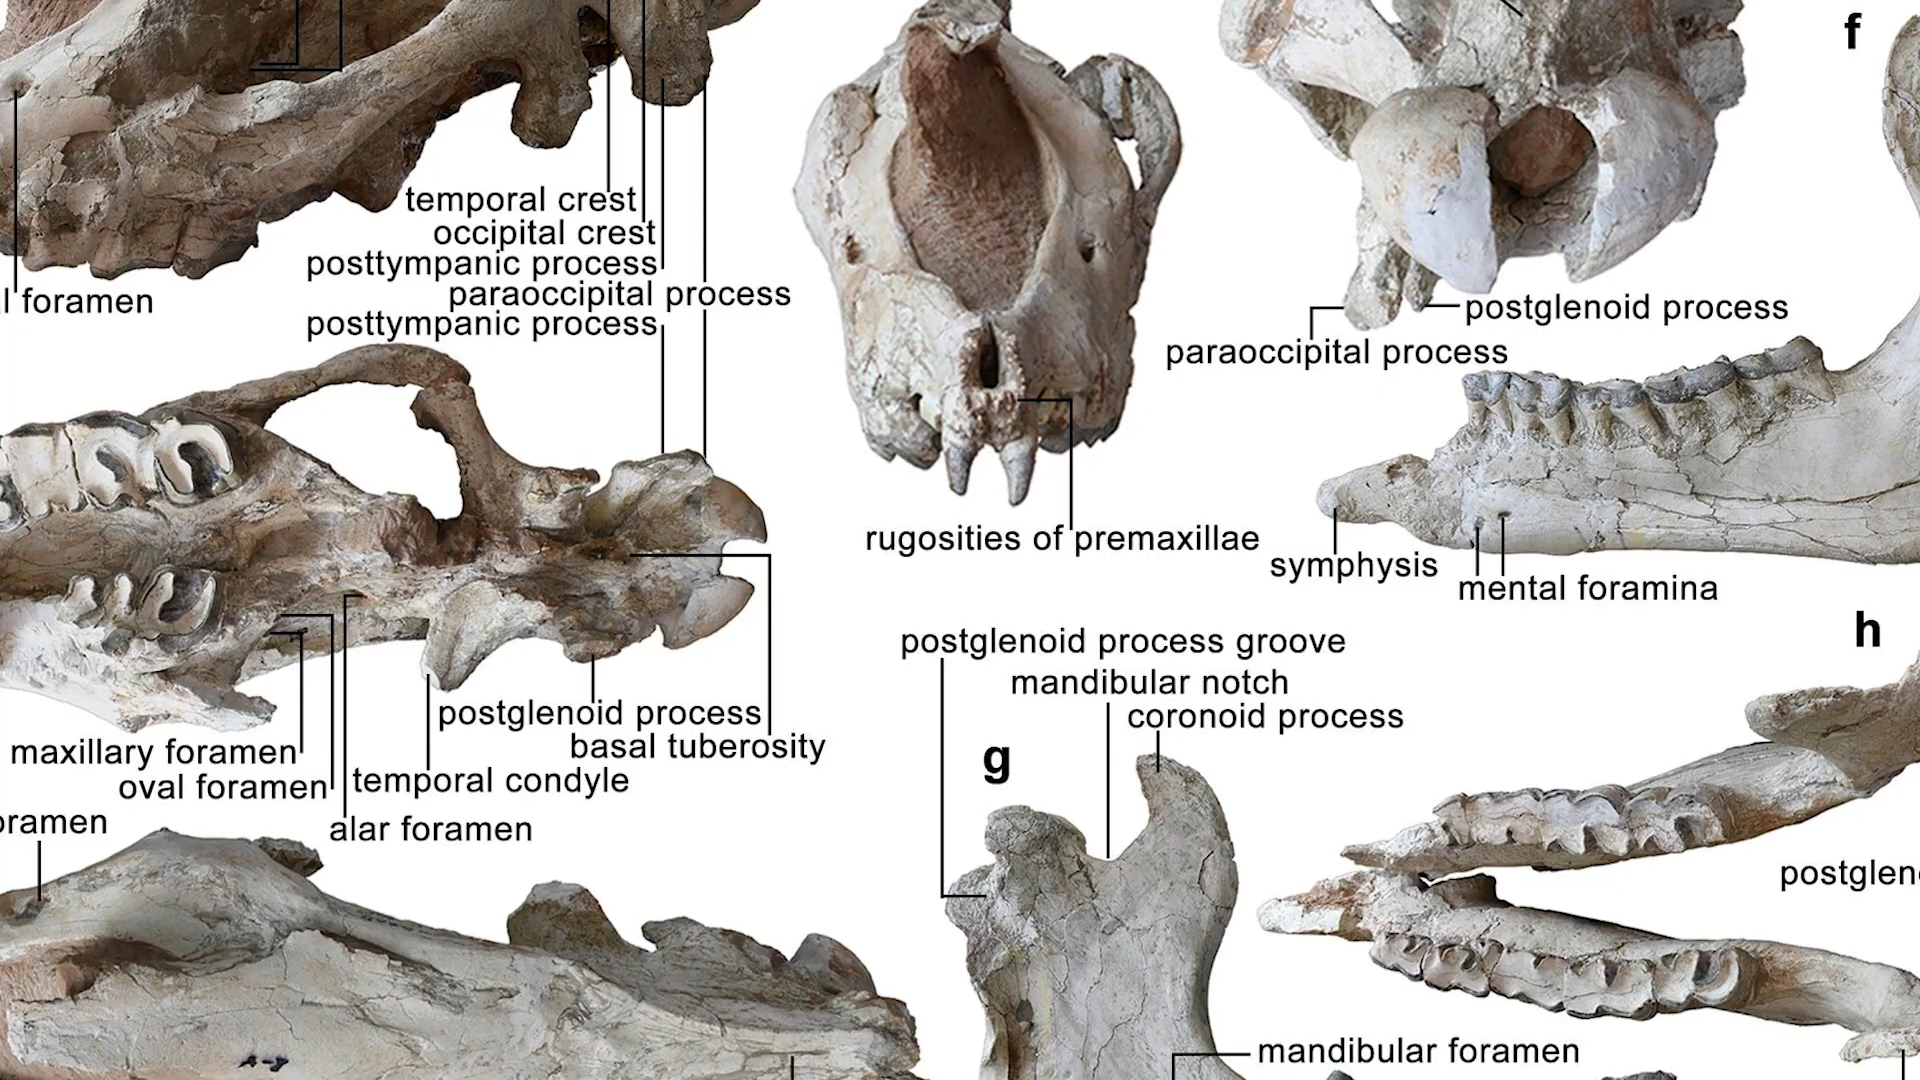 f
temporal crest
occipital crest
posttympanic process
paraoccipital process
posttympanic process
l foramen
postglenoid process
paraoccipital process
rugosities of premaxillae
symphysis
mental foramina
h
postglenoid process groove
mandibular notch
coronoid process
g
postglenoid process
basal tuberosity
maxillary foramen
oval foramen
temporal condyle
alar foramen
oramen
postglen
mandibular foramen